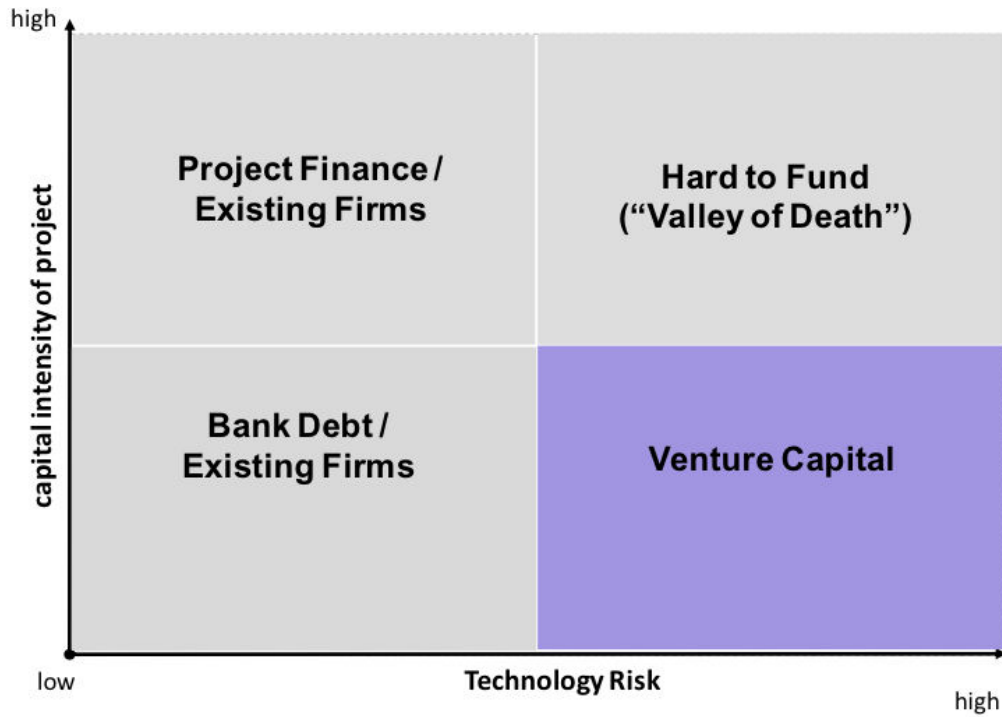 high
Project Finance /
Existing Firms
Hard to Fund
(“Valley of Death”)
capital intensity of project
Bank Debt /
Existing Firms
Venture Capital
low
Technology Risk
high